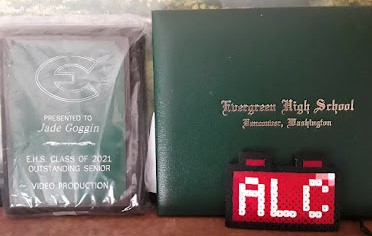 PRESENTED TO
Jade Goggin
E.H.S. CLASS OF 2021
OUTSTANDING SENIOR
VIDEO PRODUCTION
Evergreen High School
Vancouver, Washington
ALC